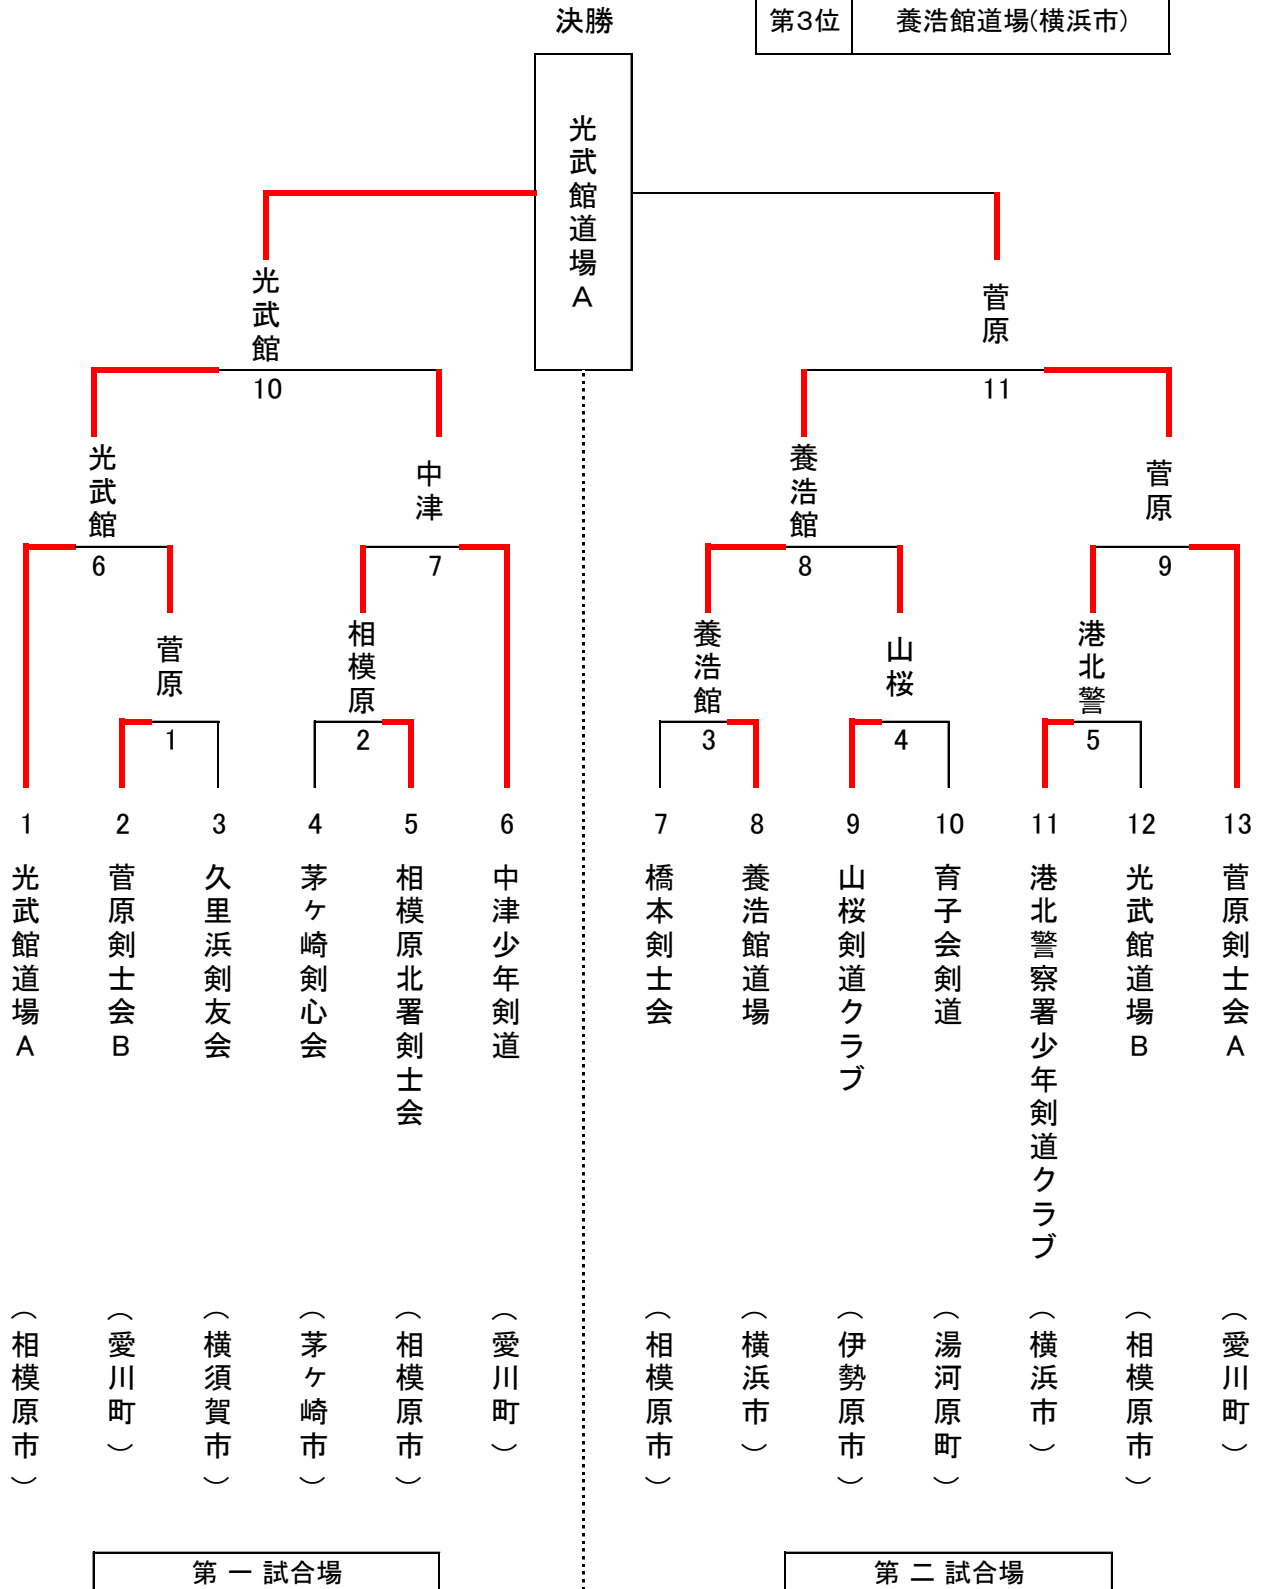 決勝
第3位 養浩館道場(横浜市)
光武館道場A
光武館
菅原
10
11
光武館
中津
養浩館
菅原
6
7
8
9
菅原
相模原
養浩館
山桜
港北警
1
2
3
4
5
1 2 3 4 5 6 7 8 9 10 11 12 13
光武館道場A
菅原剣士会B
久里浜剣友会
茅ケ崎剣心会
相模原北署剣士会
中津少年剣道
橋本剣士会
養浩館道場
山桜剣道クラブ
育子会剣道
港北警察署少年剣道クラブ
光武館道場B
菅原剣士会A
(相模原市)
(愛川町)
(横須賀市)
(茅ケ崎市)
(相模原市)
(愛川町)
(相模原市)
(横浜市)
(伊勢原市)
(湯河原町)
(横浜市)
(相模原市)
(愛川町)
第 一 試合場
第 二 試合場